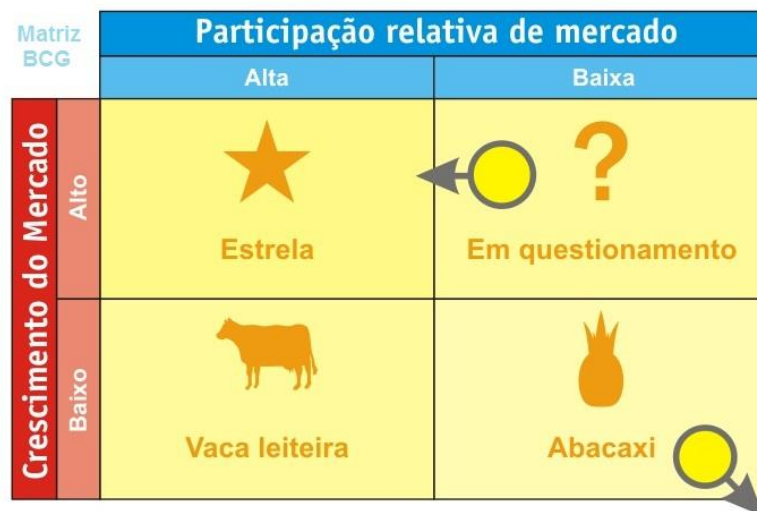 Matriz
BCG
Participação relativa de mercado
Alta
Baixa
Crescimento do Mercado
Alto
Baixo
?
Estrela
Em questionamento
Vaca leiteira
Abacaxi